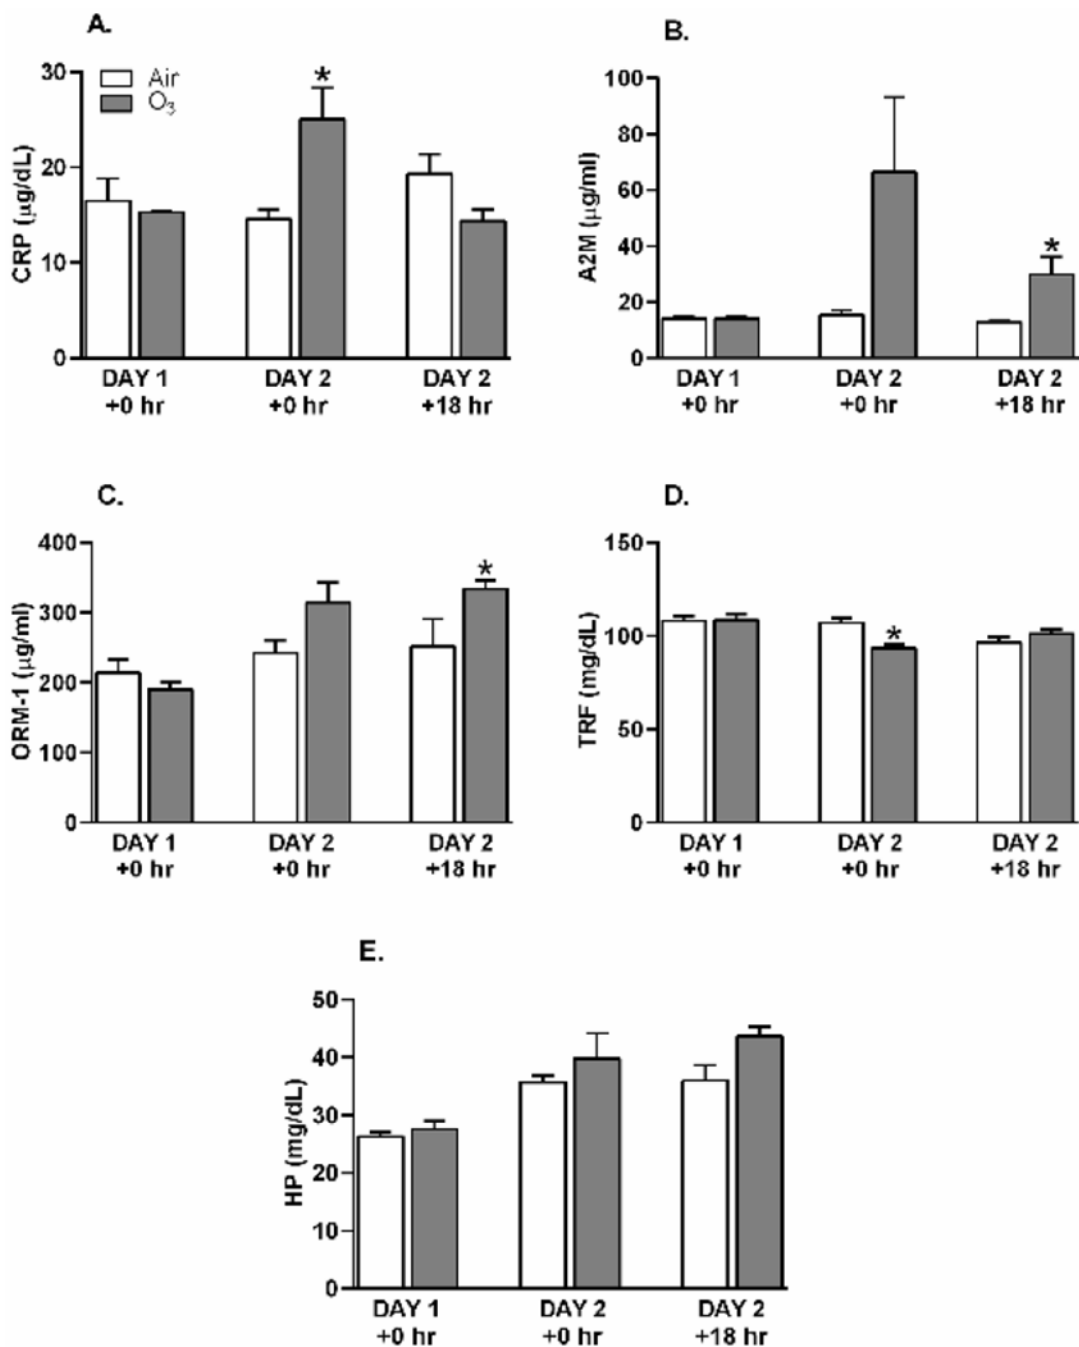 A.
CRP (µg/dL)
30
20
10
0
Air
O₃
*
DAY 1
+0 hr
DAY 2
+0 hr
DAY 2
+18 hr
B.
A2M (µg/ml)
100
80
60
40
20
0
*
DAY 1
+0 hr
DAY 2
+0 hr
DAY 2
+18 hr
C.
ORM-1 (µg/ml)
400
300
200
100
0
*
DAY 1
+0 hr
DAY 2
+0 hr
DAY 2
+18 hr
D.
TRF (mg/dL)
150
100
50
0
*
DAY 1
+0 hr
DAY 2
+0 hr
DAY 2
+18 hr
E.
HP (mg/dL)
50
40
30
20
10
0
DAY 1
+0 hr
DAY 2
+0 hr
DAY 2
+18 hr